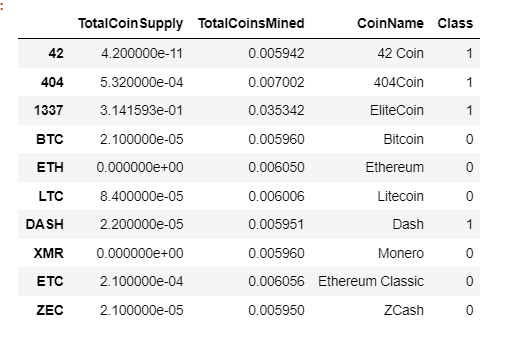 :
TotalCoinSupply TotalCoinsMined CoinName Class
42 4.200000e-11 0.005942 42 Coin 1
404 5.320000e-04 0.007002 404Coin 1
1337 3.141593e-01 0.035342 EliteCoin 1
BTC 2.100000e-05 0.005960 Bitcoin 0
ETH 0.000000e+00 0.006050 Ethereum 0
LTC 8.400000e-05 0.006006 Litecoin 0
DASH 2.200000e-05 0.005951 Dash 1
XMR 0.000000e+00 0.005960 Monero 0
ETC 2.100000e-04 0.006056 Ethereum Classic 0
ZEC 2.100000e-05 0.005950 ZCash 0